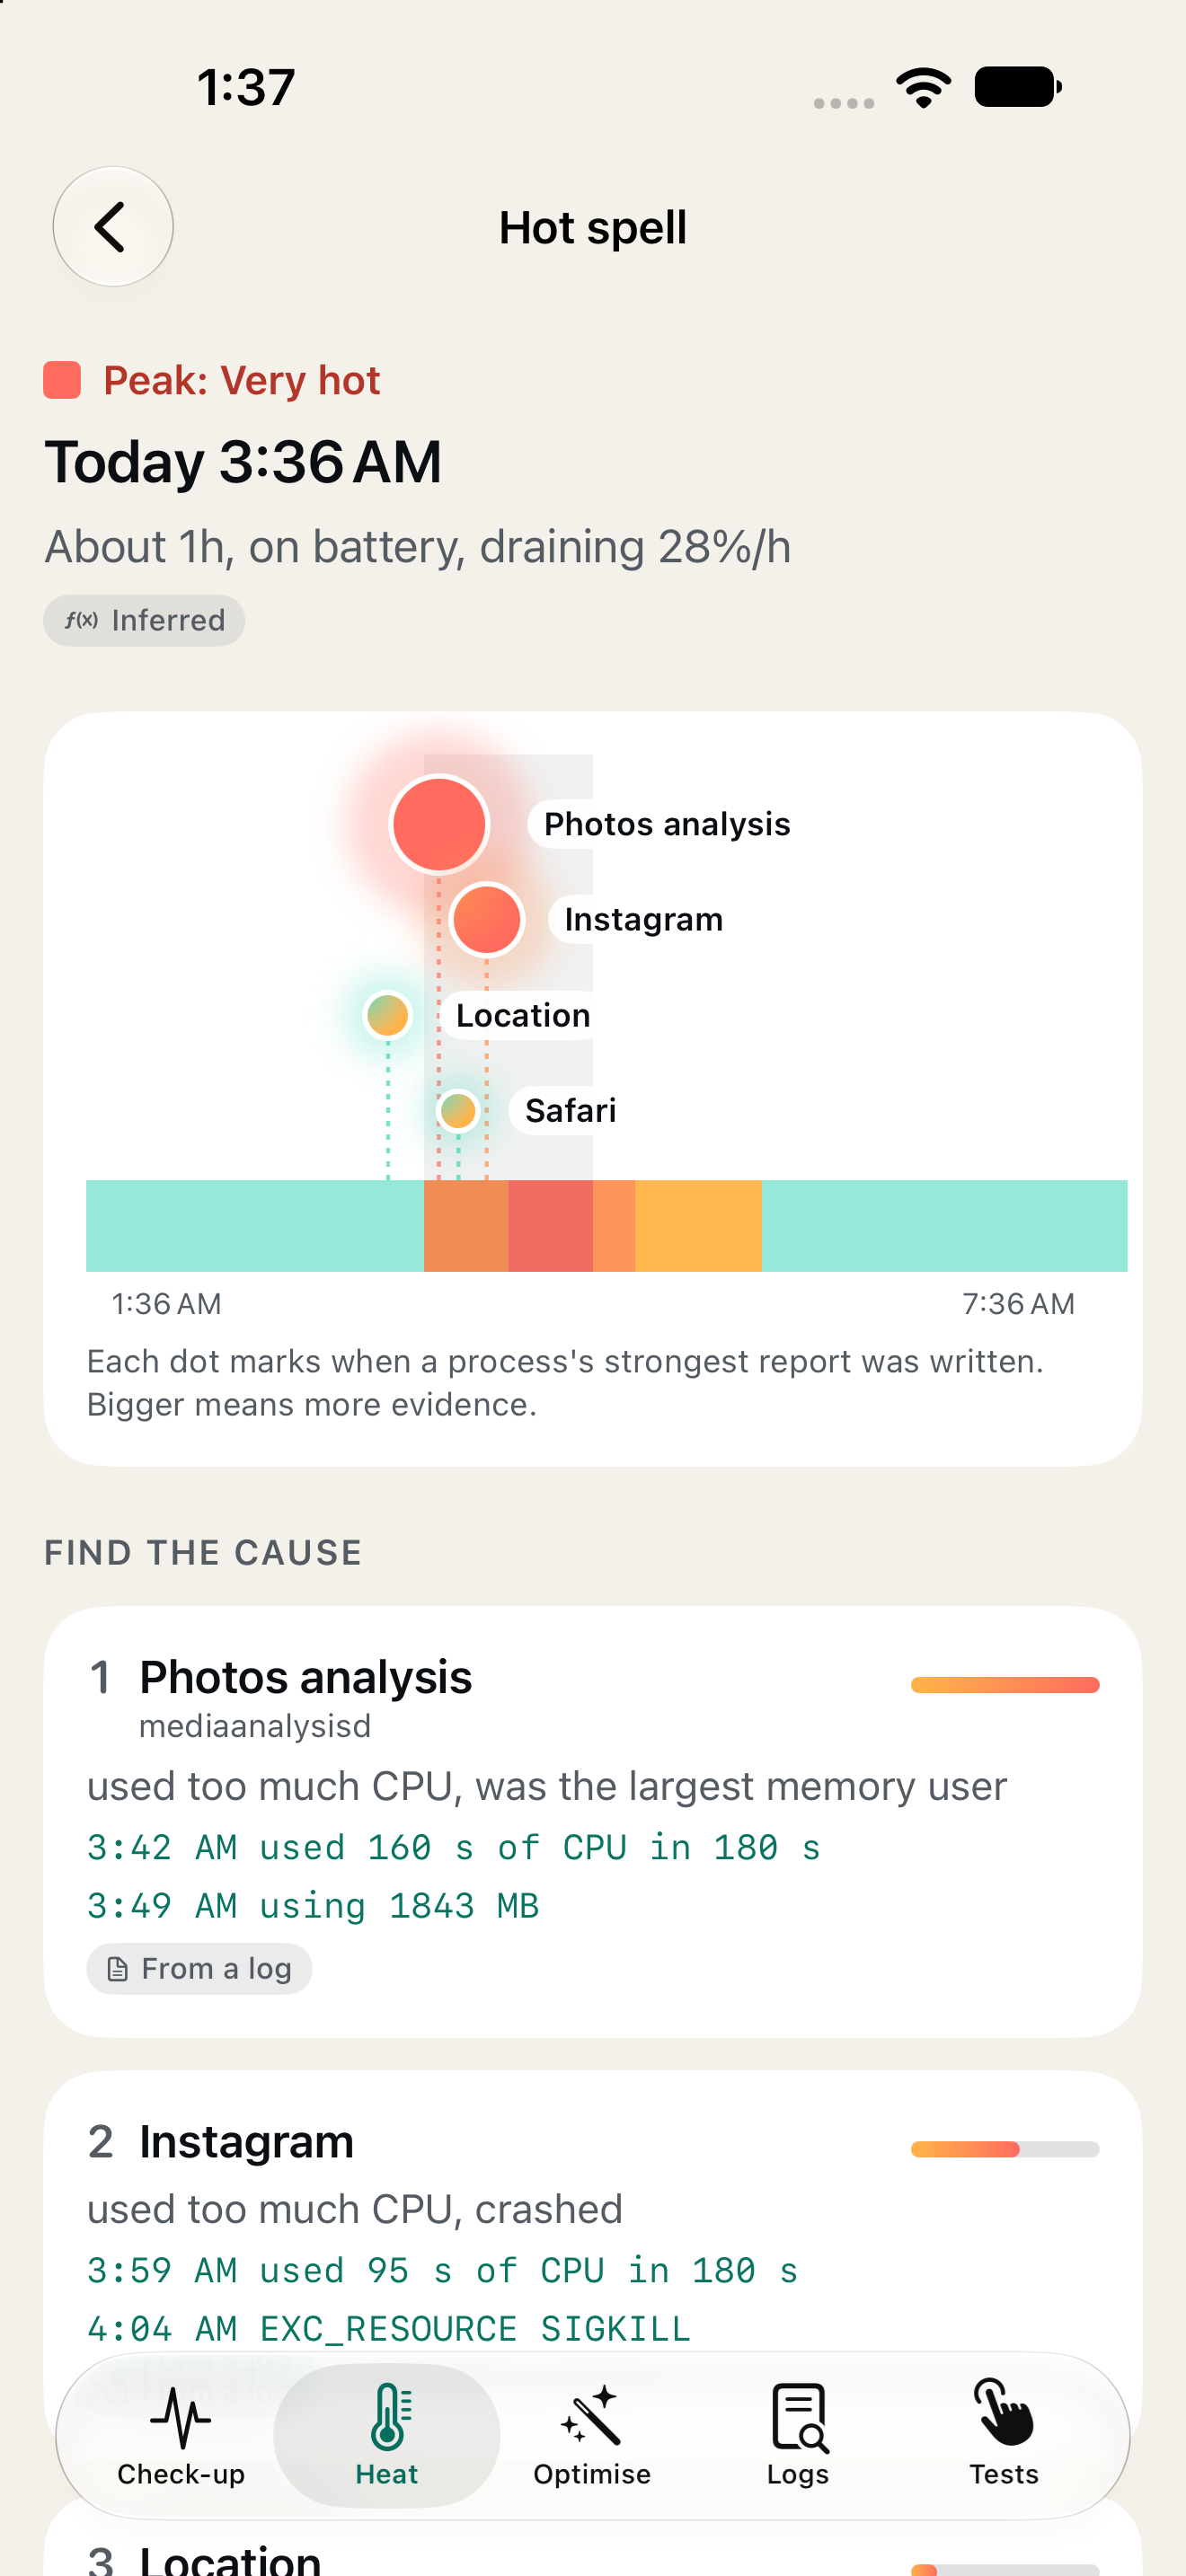 1:37
Hot spell
Peak: Very hot
Today 3:36 AM
About 1h, on battery, draining 28%/h
f(x) Inferred
Photos analysis
Instagram
Location
Safari
1:36 AM
7:36 AM
Each dot marks when a process's strongest report was written.
Bigger means more evidence.
FIND THE CAUSE
1 Photos analysis
mediaanalysisd
used too much CPU, was the largest memory user
3:42 AM used 160 s of CPU in 180 s
3:49 AM using 1843 MB
From a log
2 Instagram
used too much CPU, crashed
3:59 AM used 95 s of CPU in 180 s
4:04 AM EXC_RESOURCE SIGKILL
Check-up
Heat
Optimise
Logs
Tests
3 Location